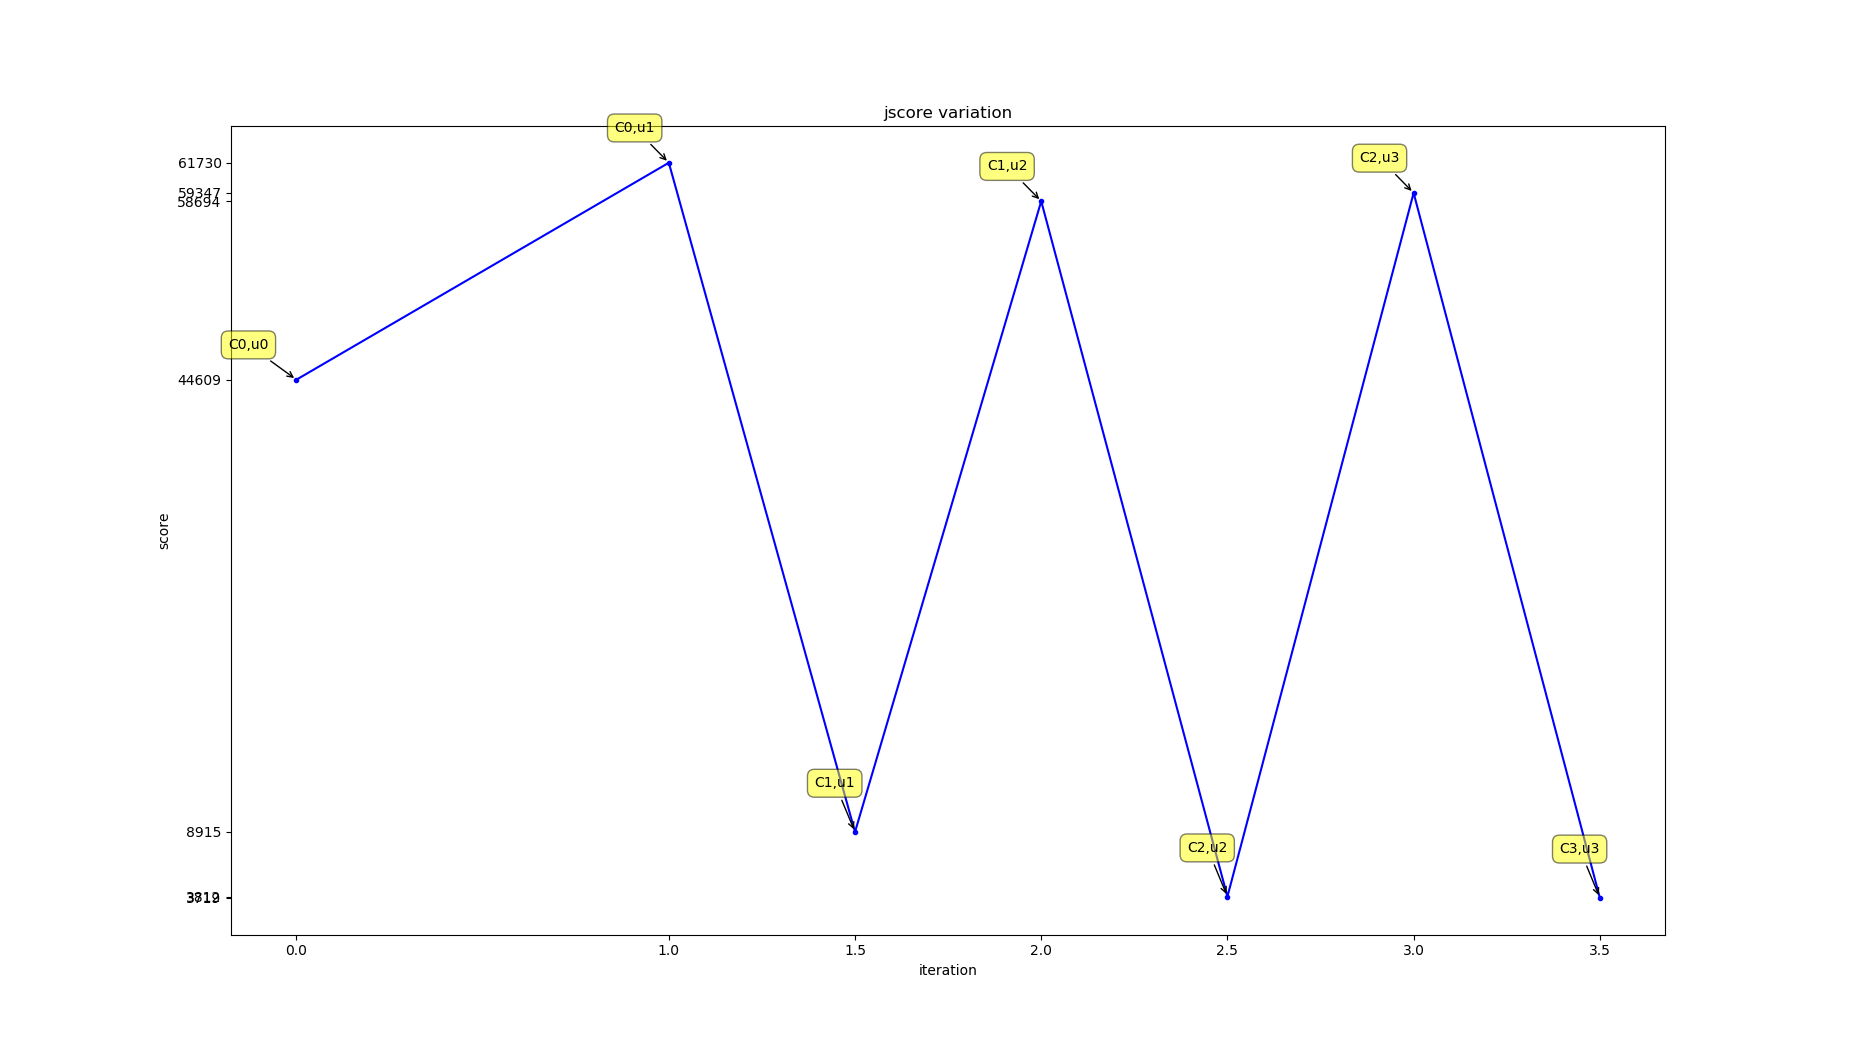 jscore variation
C0,u1
C1,u2
C2,u3
61730
59347
58694
C0,u0
44609
score
C1,u1
8915
C2,u2
C3,u3
0.0
1.0
1.5
2.0
2.5
3.0
3.5
iteration